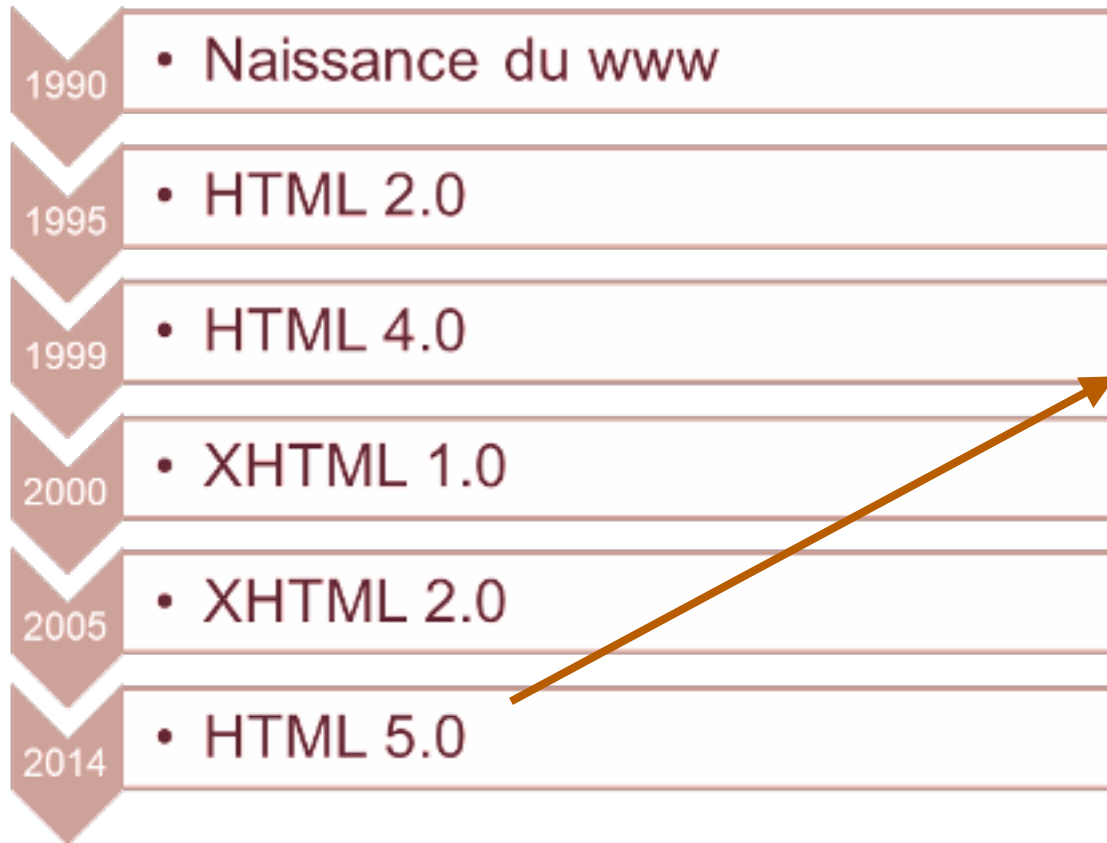 1990 • Naissance du www
1995 • HTML 2.0
1999 • HTML 4.0
2000 • XHTML 1.0
2005 • XHTML 2.0
2014 • HTML 5.0